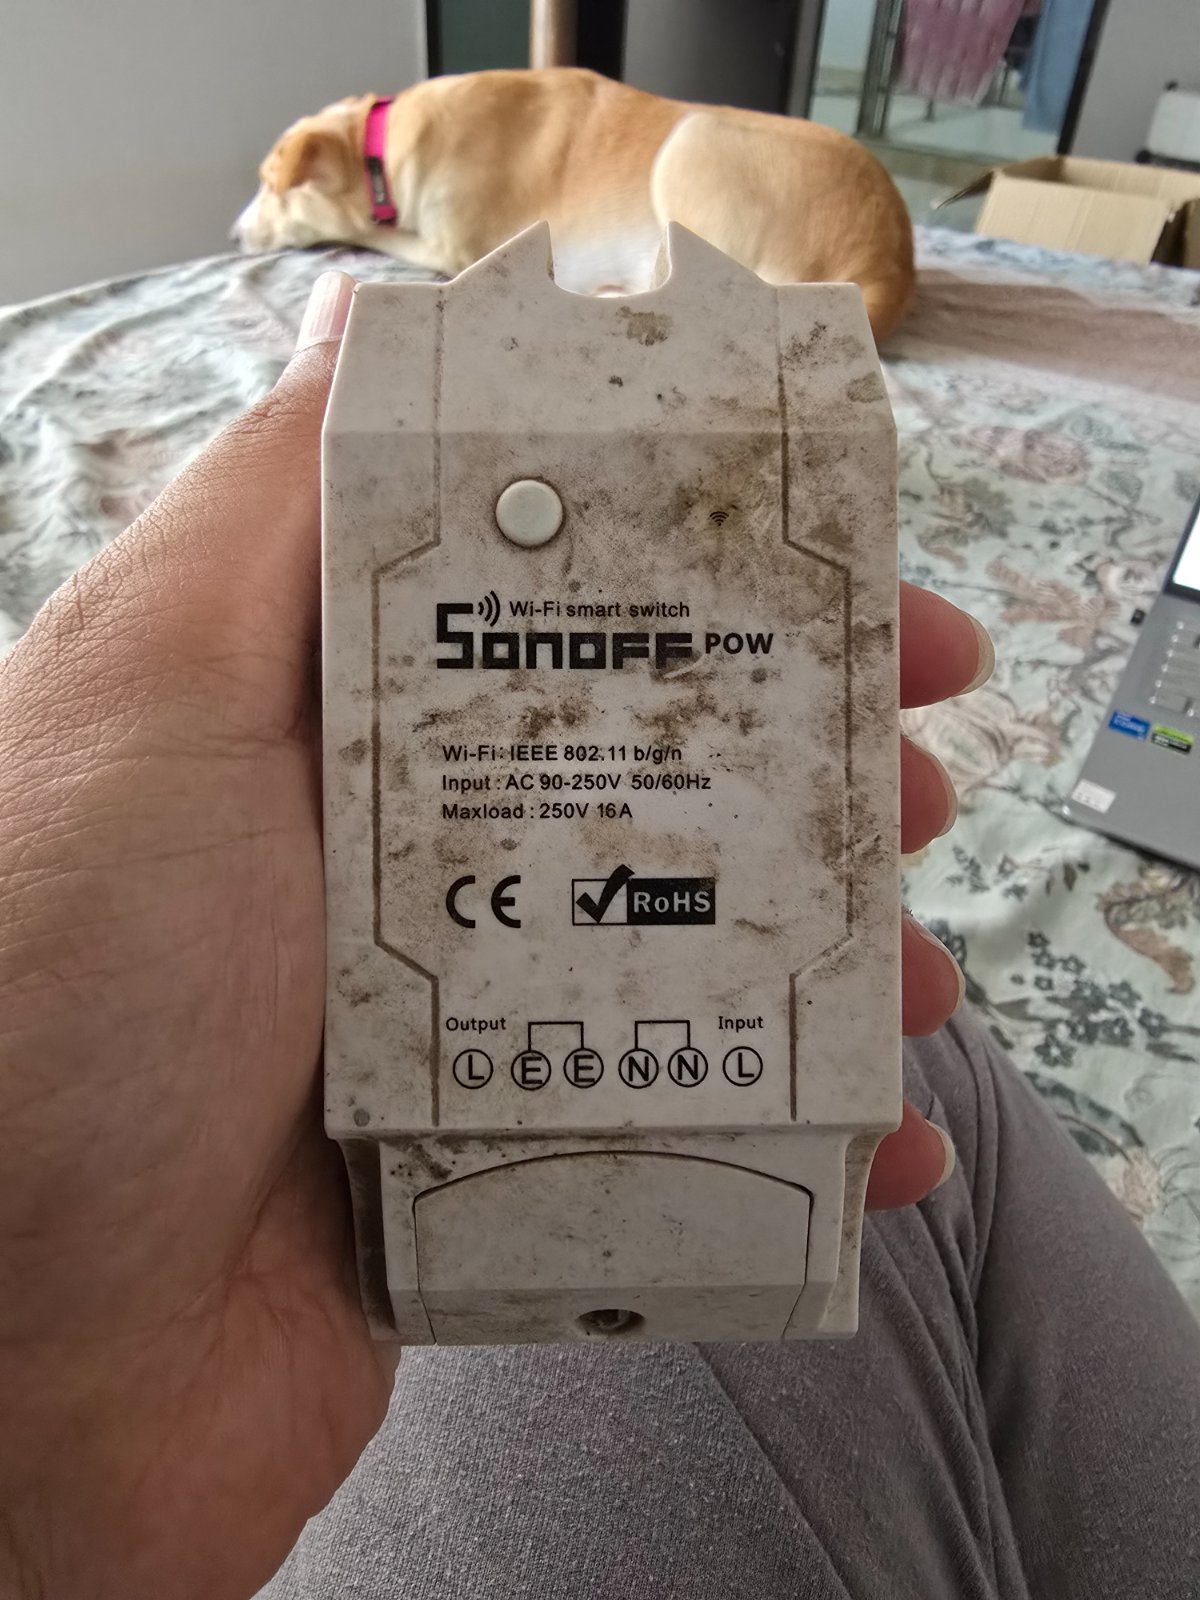 Wi-Fi smart switch
SONOFF POW
Wi-Fi: IEEE 802.11 b/g/n
Input : AC 90-250V 50/60Hz
Maxload : 250V 16A
CE RoHS
Output Input
L E E N N L